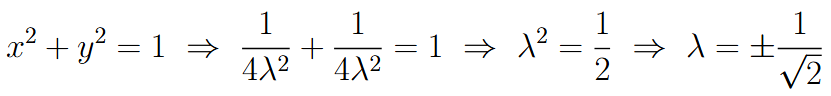 x² + y² = 1 ⇒ 1/(4λ²) + 1/(4λ²) = 1 ⇒ λ² = 1/2 ⇒ λ = ±1/√2